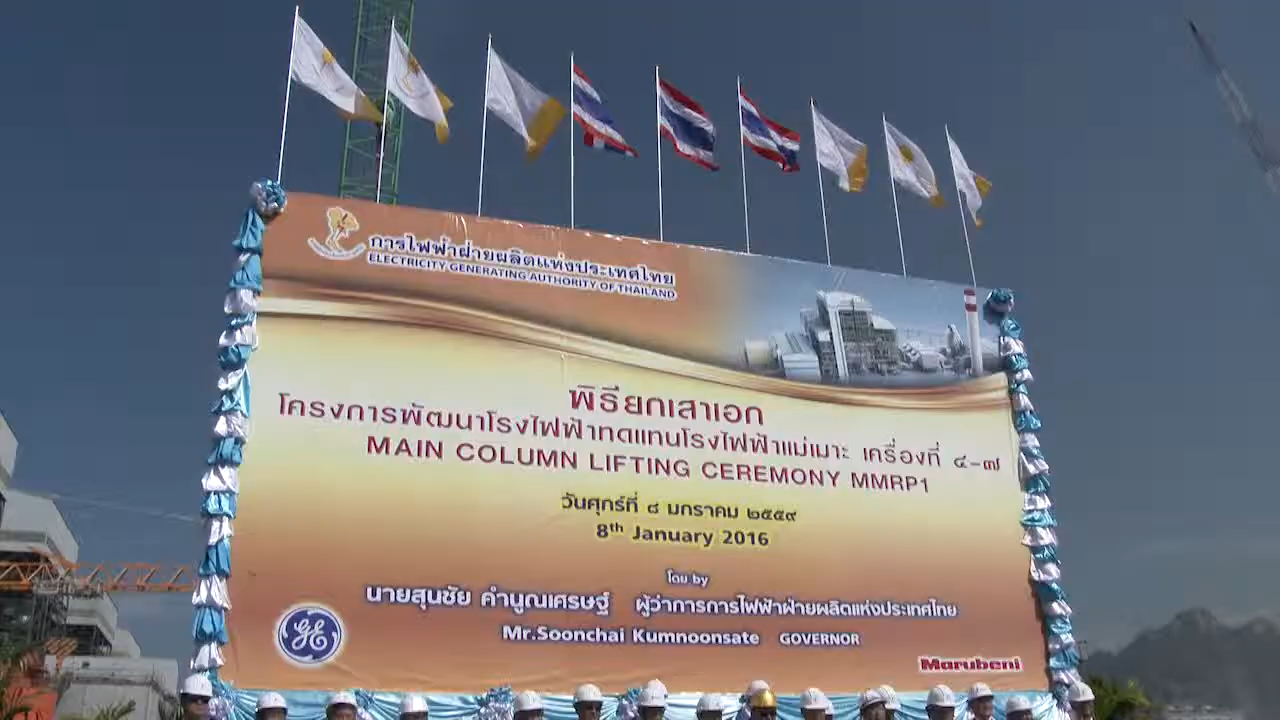 การไฟฟ้าฝ่ายผลิตแห่งประเทศไทย
ELECTRICITY GENERATING AUTHORITY OF THAILAND
พิธียกเสาเอก
โครงการพัฒนาโรงไฟฟ้าทดแทนโรงไฟฟ้าแม่เมาะ เครื่องที่ ๔-๗
MAIN COLUMN LIFTING CEREMONY MMRP1
วันศุกร์ที่ ๘ มกราคม ๒๕๕๙
8th January 2016
โดย by
นายสุนชัย คำนูณเศรษฐ์ ผู้ว่าการการไฟฟ้าฝ่ายผลิตแห่งประเทศไทย
Mr.Soonchai Kumnoonsate GOVERNOR
GE
Marubeni